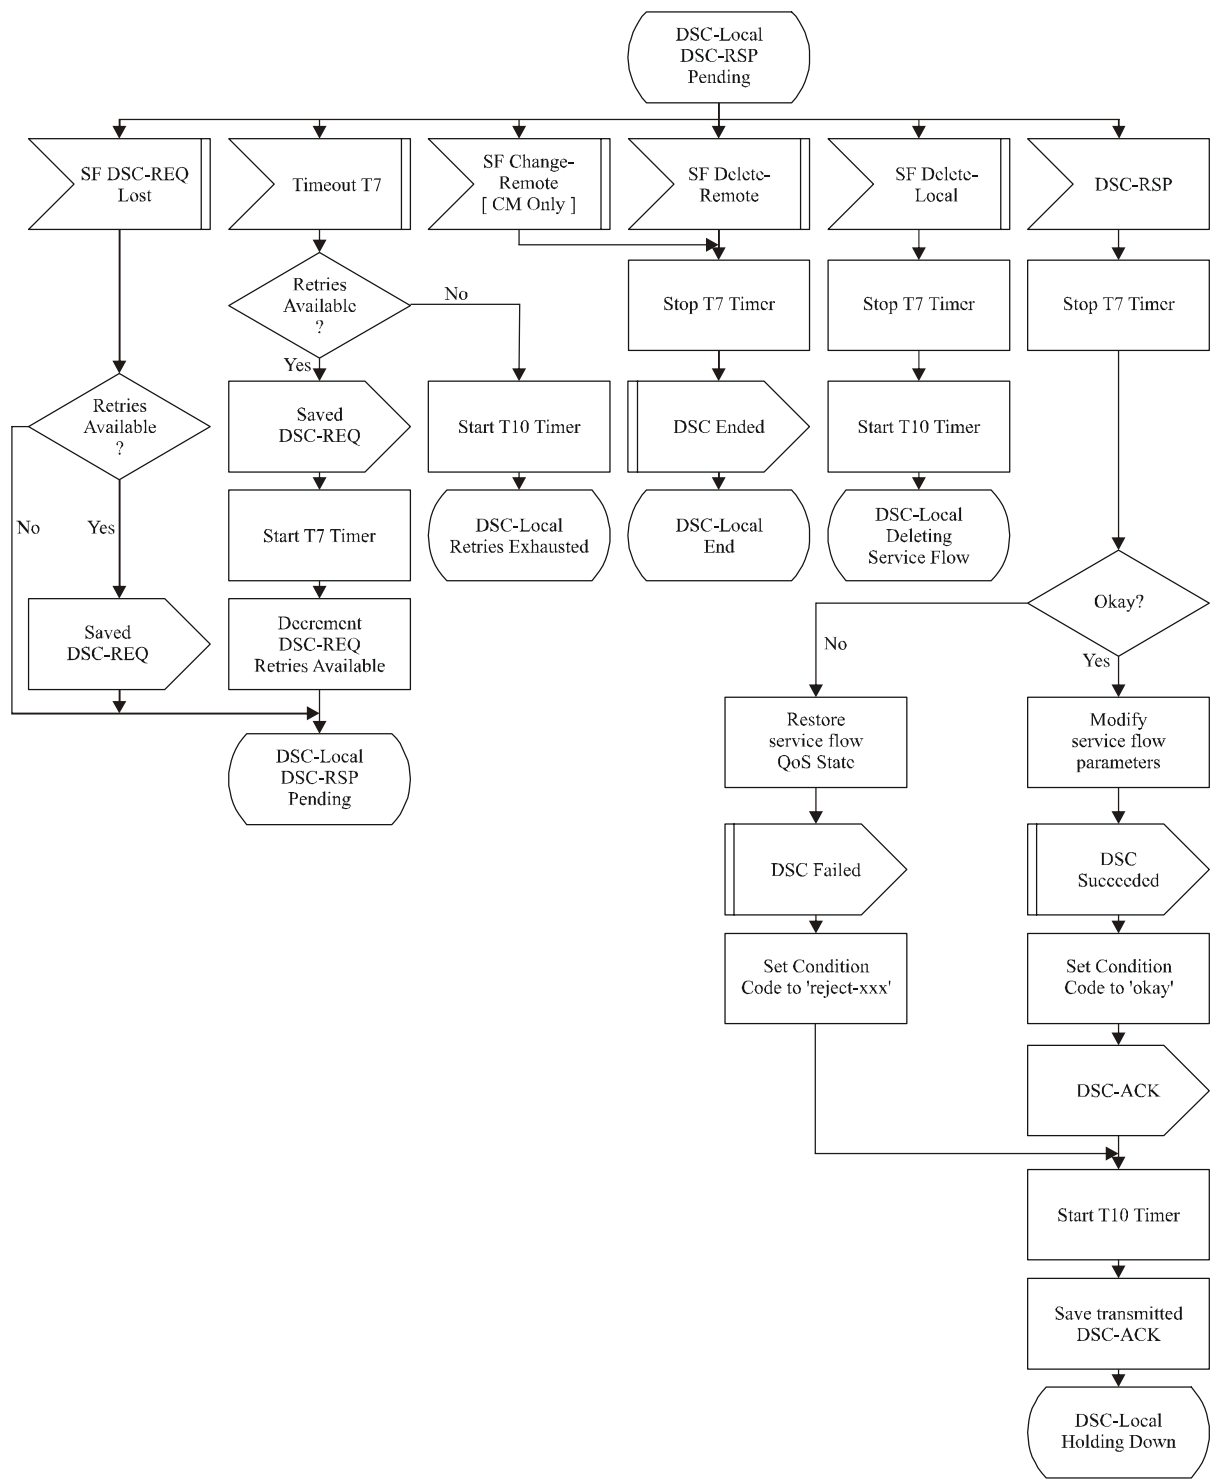 DSC-Local
DSC-RSP
Pending
SF DSC-REQ
Lost
Timeout T7
SF Change-
Remote
[ CM Only ]
SF Delete-
Remote
SF Delete-
Local
DSC-RSP
Retries
Available
?
No
Yes
Stop T7 Timer
Stop T7 Timer
Stop T7 Timer
Retries
Available
?
No
Yes
Saved
DSC-REQ
Start T10 Timer
DSC Ended
Start T10 Timer
Start T7 Timer
DSC-Local
Retries Exhausted
DSC-Local
End
DSC-Local
Deleting
Service Flow
Saved
DSC-REQ
Decrement
DSC-REQ
Retries Available
Okay?
No
Yes
DSC-Local
DSC-RSP
Pending
Restore
service flow
QoS State
Modify
service flow
parameters
DSC Failed
DSC
Succeeded
Set Condition
Code to 'reject-xxx'
Set Condition
Code to 'okay'
DSC-ACK
Start T10 Timer
Save transmitted
DSC-ACK
DSC-Local
Holding Down